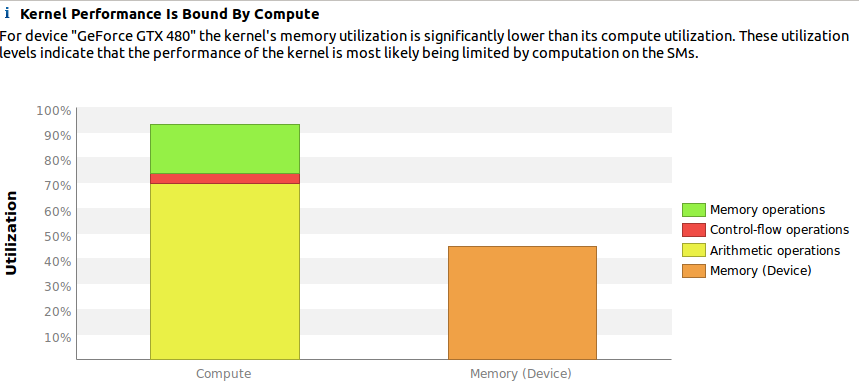 i Kernel Performance Is Bound By Compute
For device "GeForce GTX 480" the kernel's memory utilization is significantly lower than its compute utilization. These utilization
levels indicate that the performance of the kernel is most likely being limited by computation on the SMs.
100%
90%
80%
70%
60%
50%
40%
30%
20%
10%
Utilization
Compute
Memory (Device)
Memory operations
Control-flow operations
Arithmetic operations
Memory (Device)